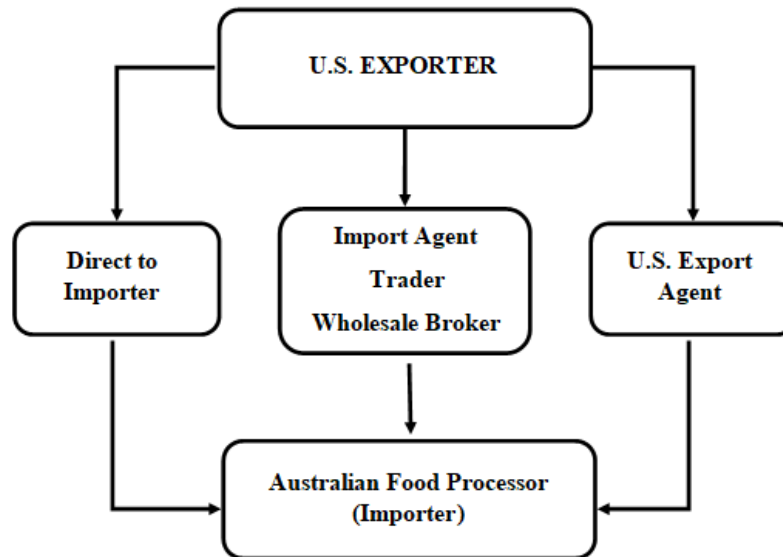 U.S. EXPORTER
Direct to
Importer
Import Agent
Trader
Wholesale Broker
U.S. Export
Agent
Australian Food Processor
(Importer)